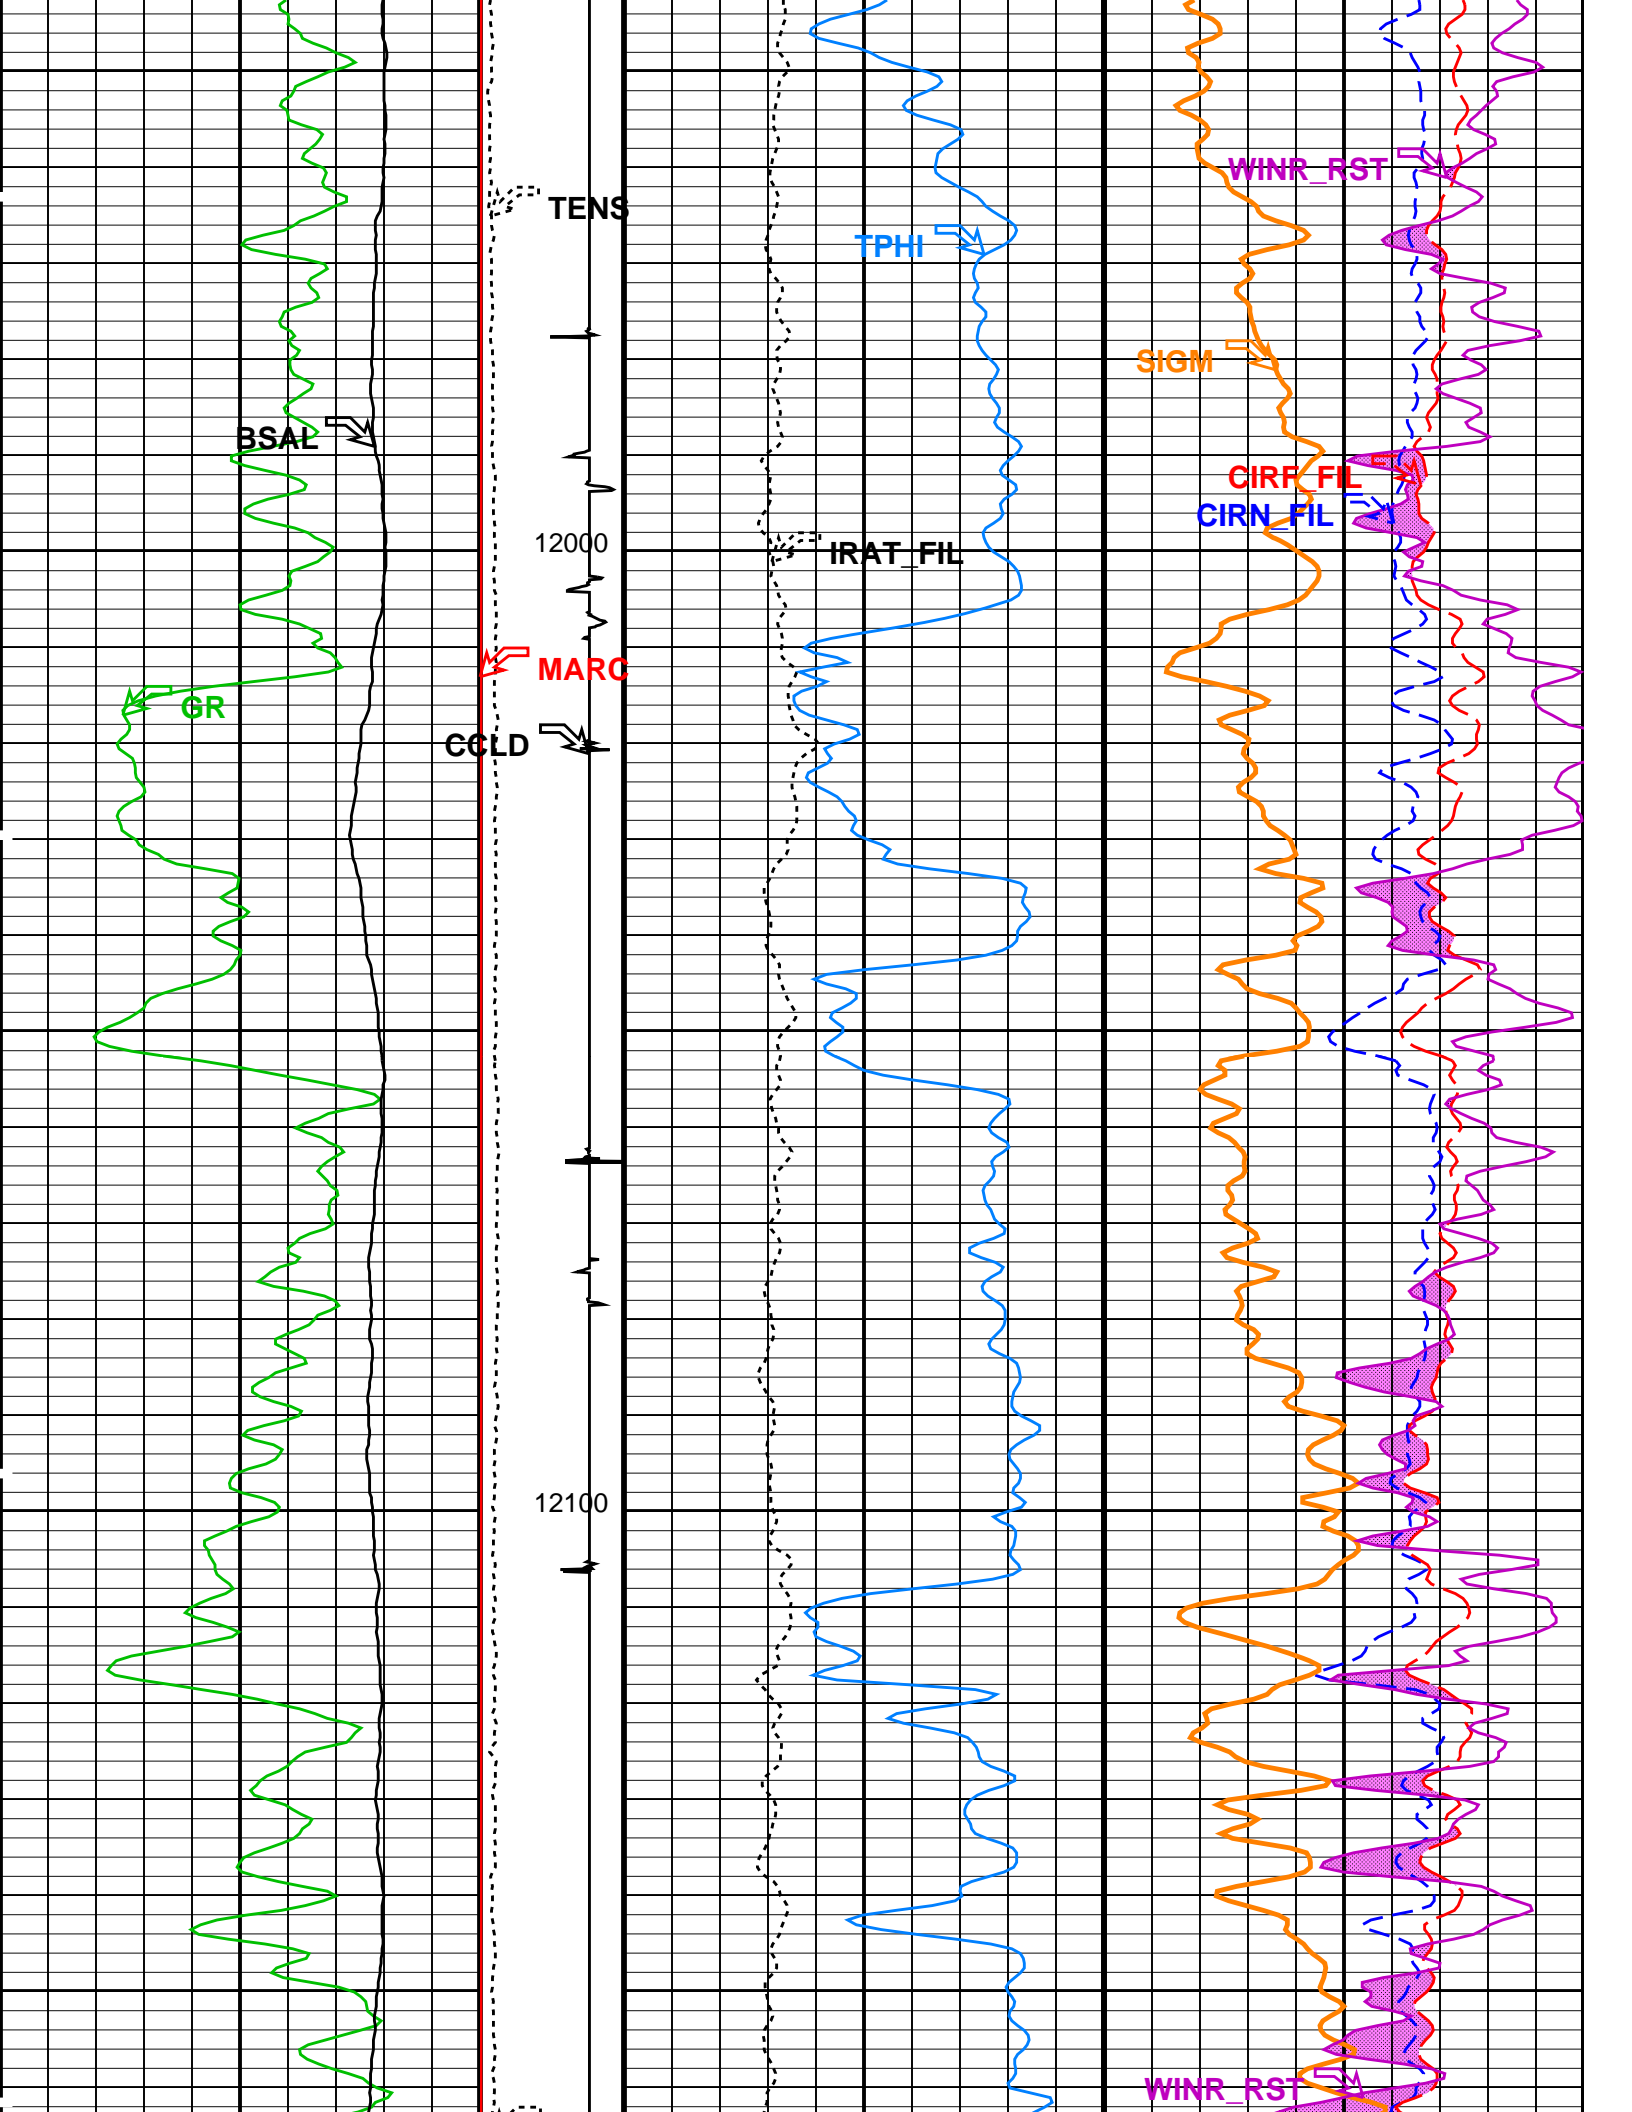 WINR_RST
TENS
TPHI
SIGM
BSAL
CIRF_FIL
CIRN_FIL
12000
IRAT_FIL
MARC
GR
CCLD
12100
WINR_RST